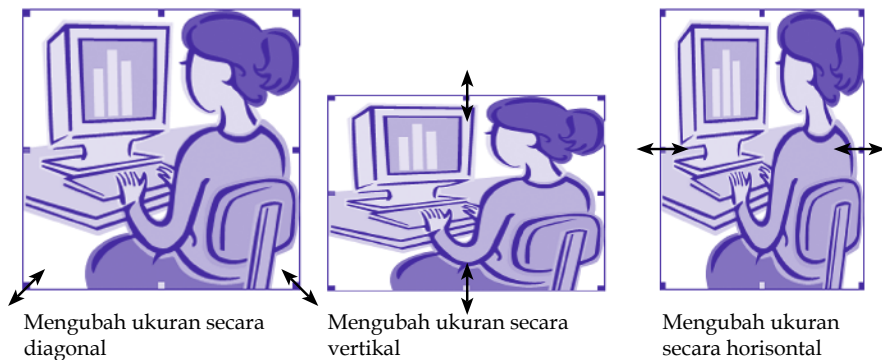 Mengubah ukuran secara
diagonal
Mengubah ukuran secara
vertikal
Mengubah ukuran
secara horisontal